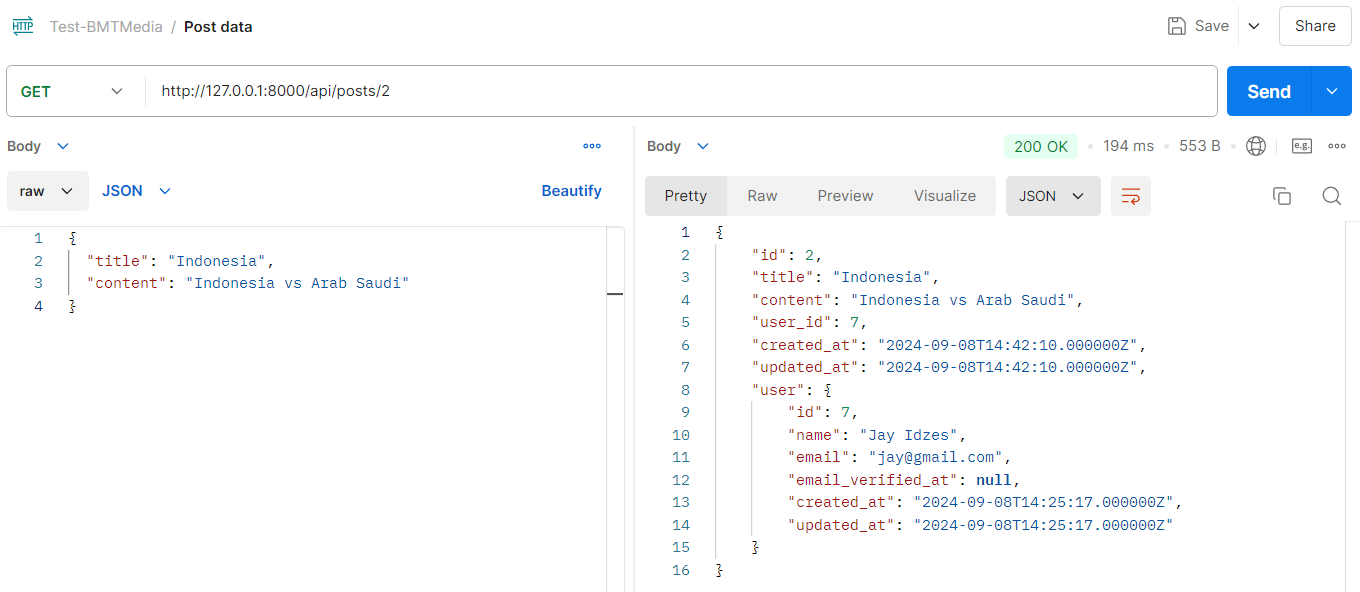 HTTP Test-BMTMedia / Post data Save Share
GET http://127.0.0.1:8000/api/posts/2 Send
Body
raw JSON Beautify
1 {
2 "title": "Indonesia",
3 "content": "Indonesia vs Arab Saudi"
4 }
Body 200 OK 194 ms 553 B e.g.
Pretty Raw Preview Visualize JSON
1 {
2 "id": 2,
3 "title": "Indonesia",
4 "content": "Indonesia vs Arab Saudi",
5 "user_id": 7,
6 "created_at": "2024-09-08T14:42:10.000000Z",
7 "updated_at": "2024-09-08T14:42:10.000000Z",
8 "user": {
9 "id": 7,
10 "name": "Jay Idzes",
11 "email": "jay@gmail.com",
12 "email_verified_at": null,
13 "created_at": "2024-09-08T14:25:17.000000Z",
14 "updated_at": "2024-09-08T14:25:17.000000Z"
15 }
16 }